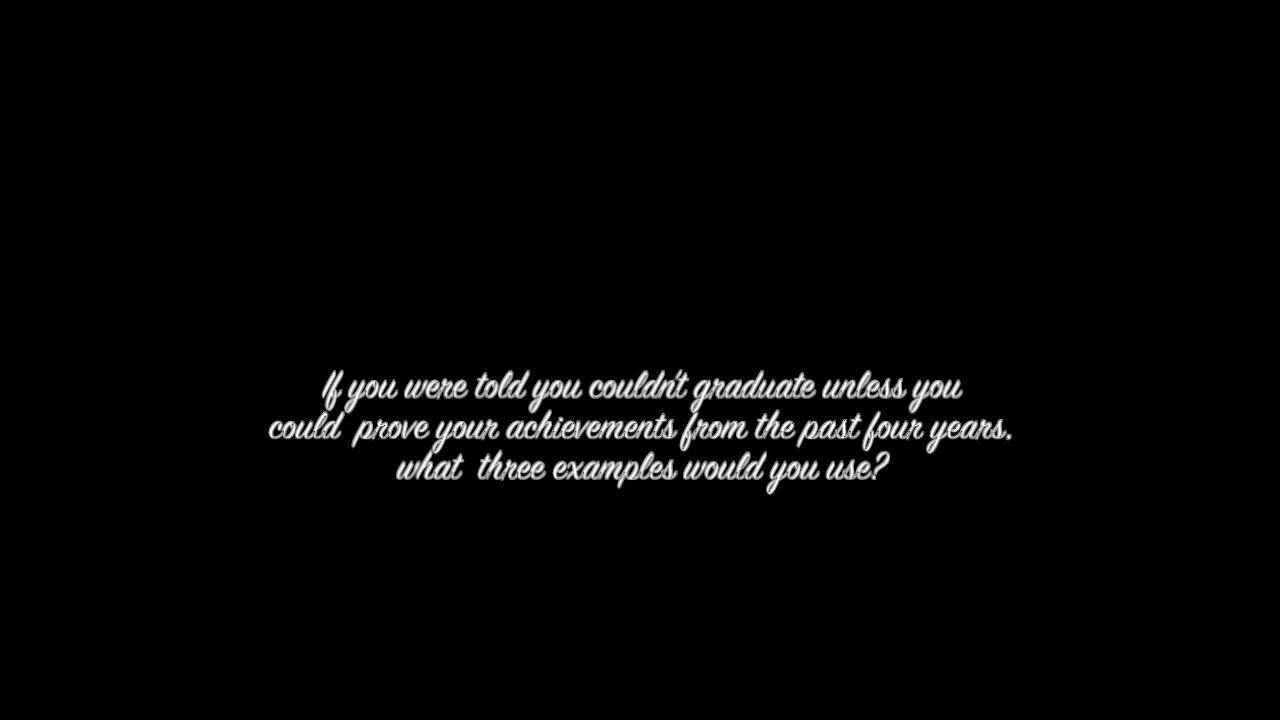 If you were told you couldn't graduate unless you
could prove your achievements from the past four years.
what three examples would you use?